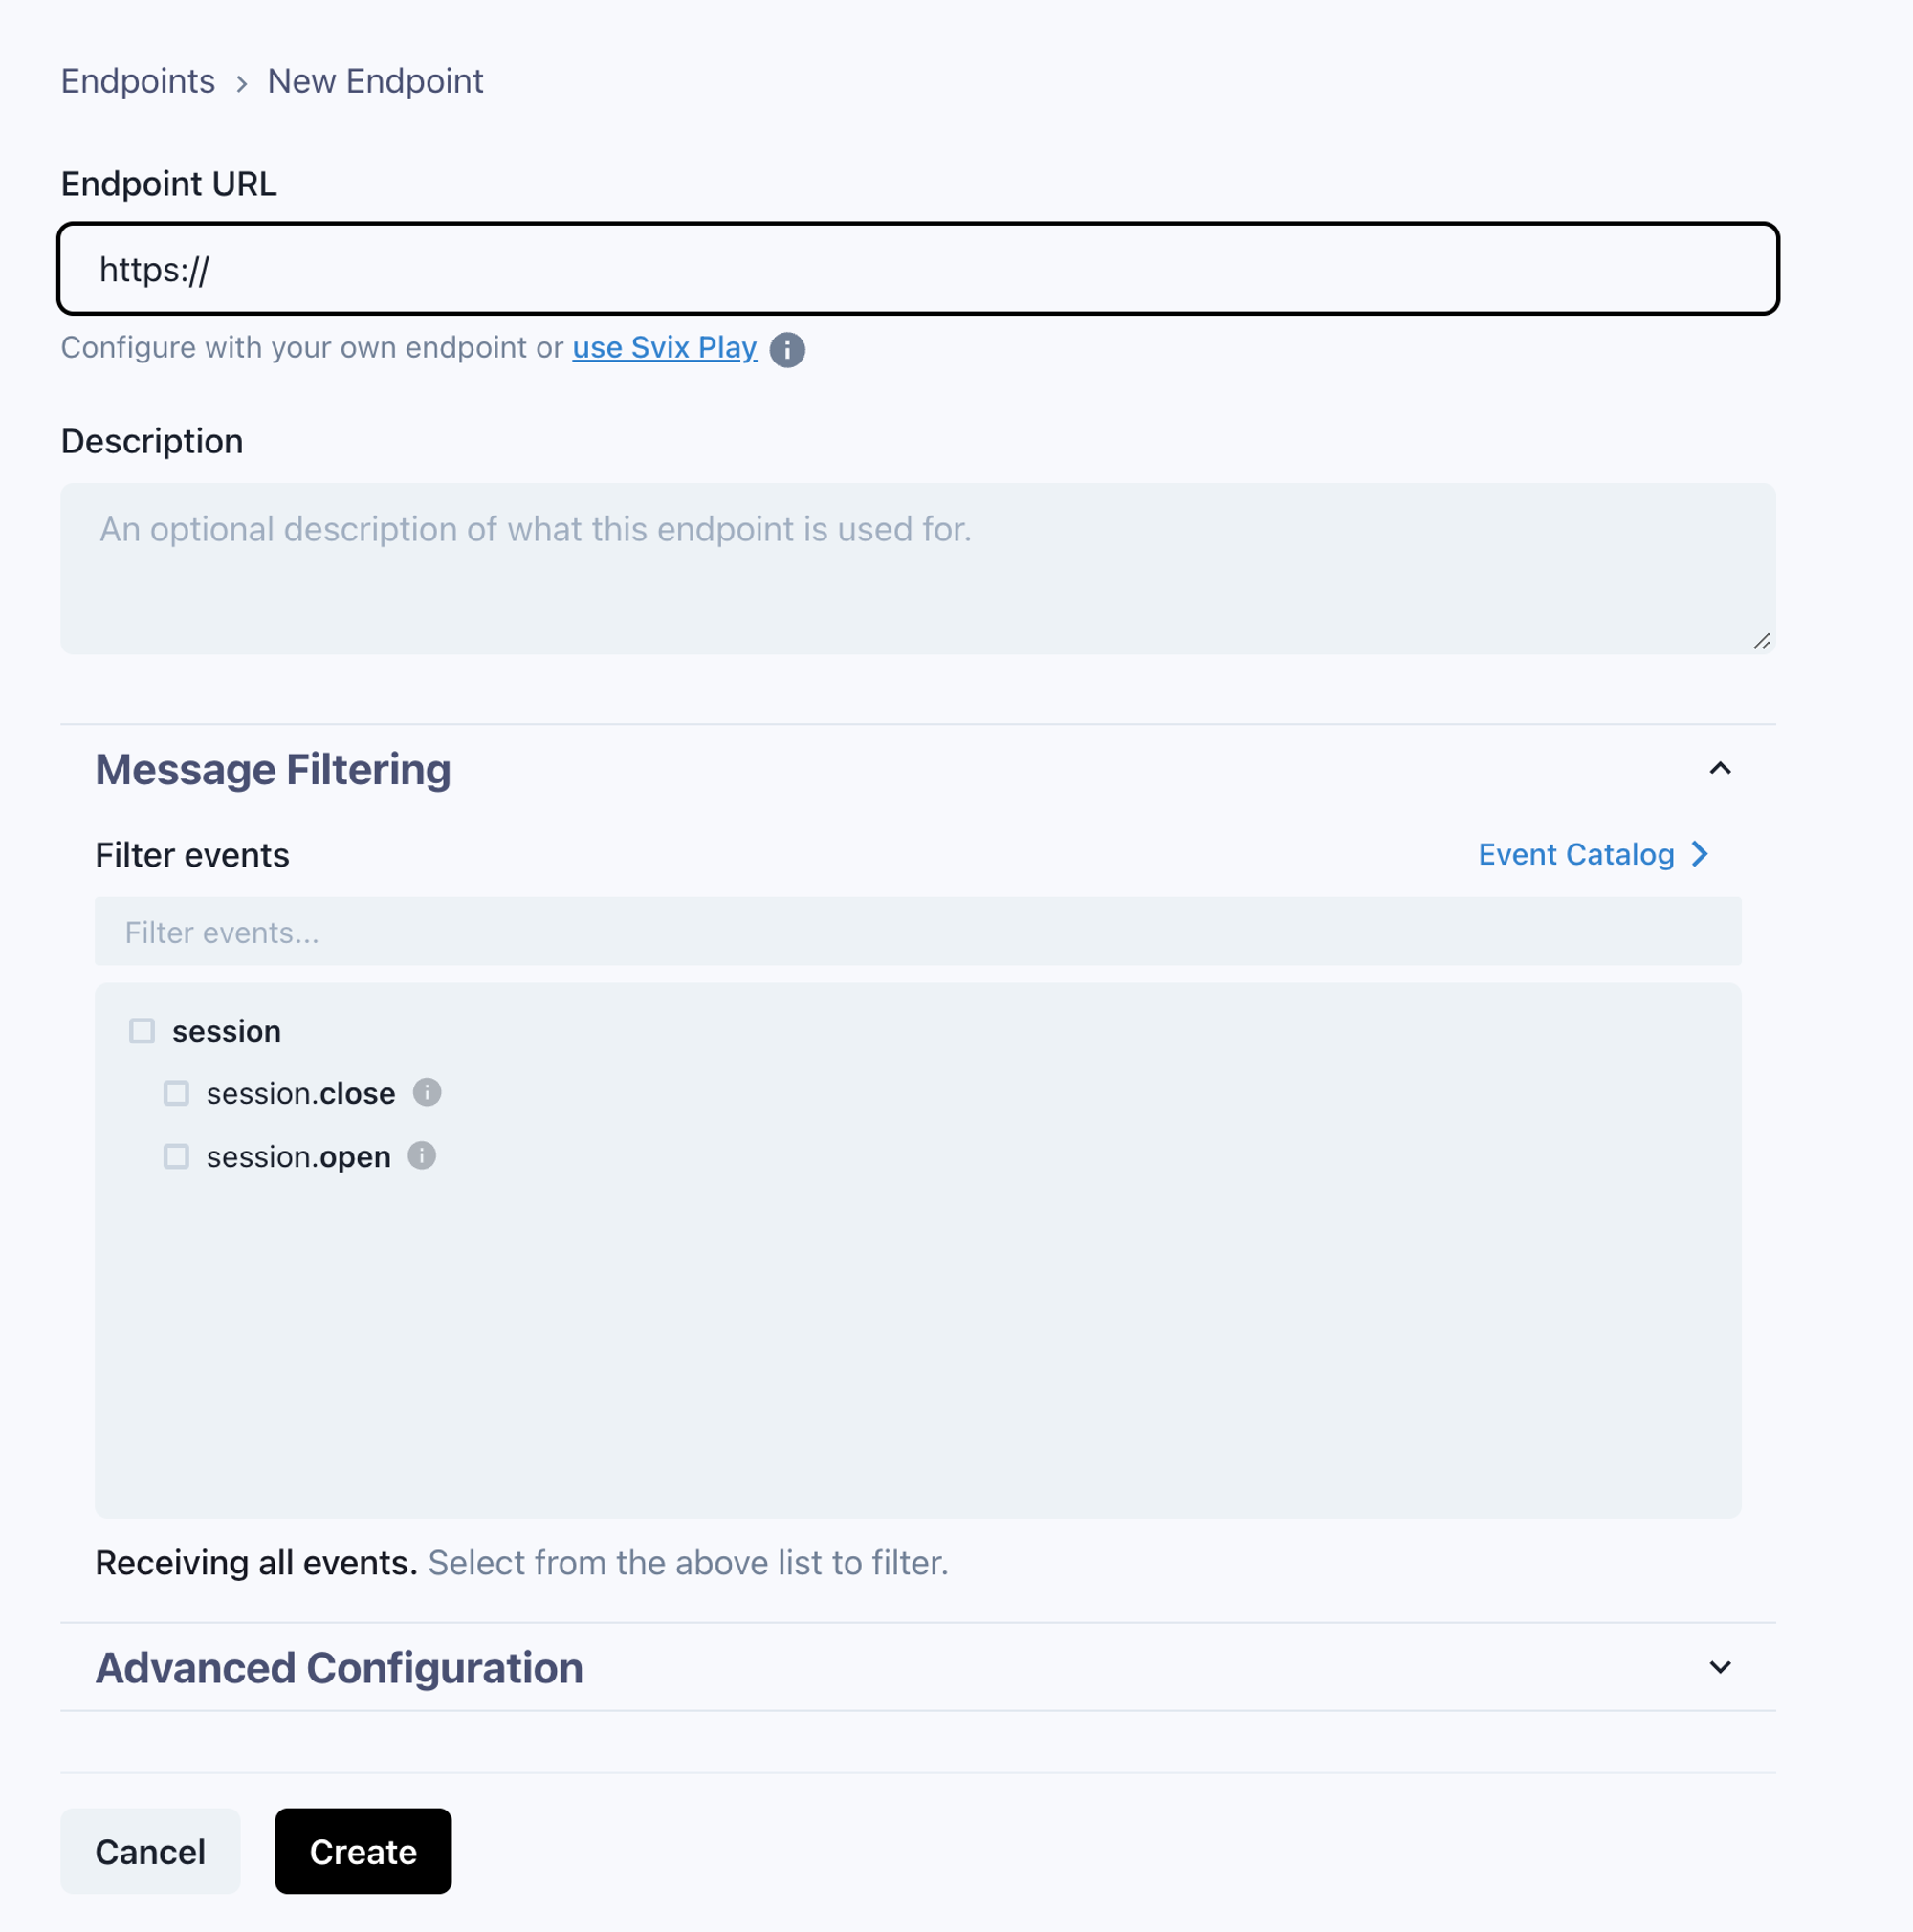 Endpoints > New Endpoint
Endpoint URL
https://
Configure with your own endpoint or use Svix Play
Description
An optional description of what this endpoint is used for.
Message Filtering
Filter events
Event Catalog >
Filter events...
session
session.close
session.open
Receiving all events. Select from the above list to filter.
Advanced Configuration
Cancel
Create